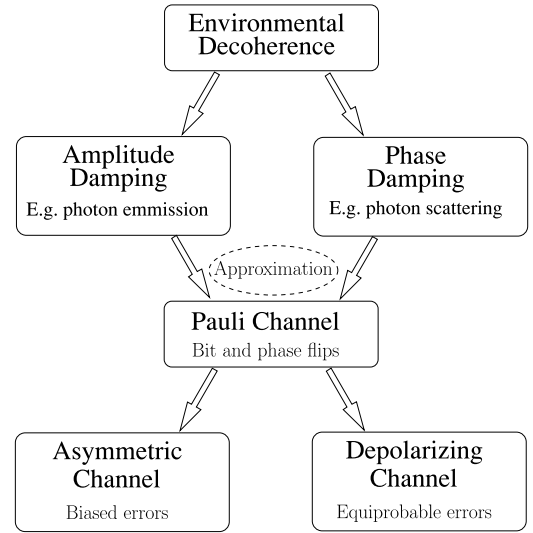 Environmental
Decoherence
Amplitude
Damping
E.g. photon emmission
Phase
Damping
E.g. photon scattering
Approximation
Pauli Channel
Bit and phase flips
Asymmetric
Channel
Biased errors
Depolarizing
Channel
Equiprobable errors